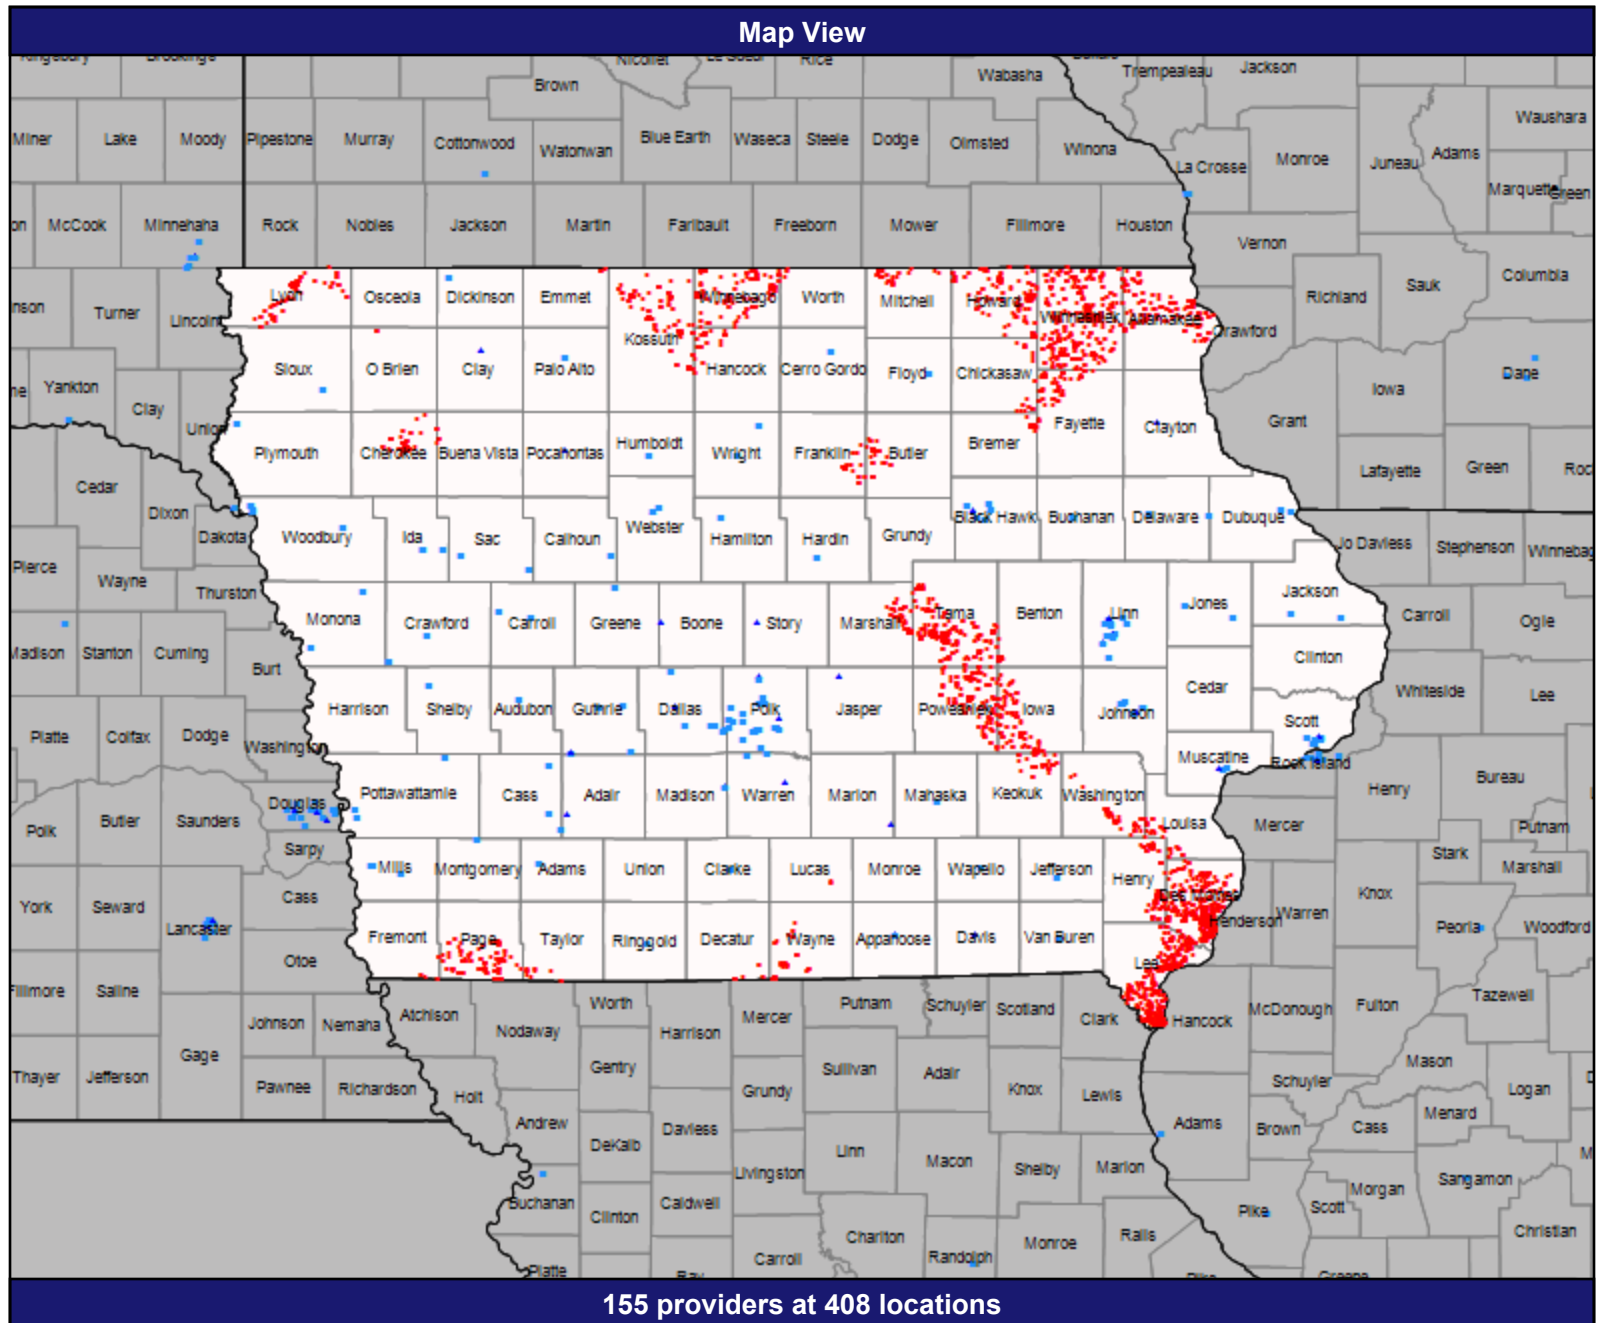 Map View
Brown
Rice
Wabasha
Trempealeau
Jackson
Waushara
Miner Lake Moody Pipestone Murray Cottonwood Watonwan Blue Earth Waseca Steele Dodge Olmsted Winona La Crosse Monroe Juneau Adams
Marquette Green
McCook Minnehaha Rock Nobles Jackson Martin Faribault Freeborn Mower Fillmore Houston Vernon
Columbia
Sauk
Richland
Turner Lincoln Lyon Osceola Dickinson Emmet Winnebago Worth Mitchell Howard Winneshiek Allamakee Crawford
Kossuth
Sioux O Brien Clay Palo Alto Hancock Cerro Gordo Floyd Chickasaw Dane
Yankton Clay Iowa
Union Fayette Clayton Grant
Plymouth Cherokee Buena Vista Pocahontas Humboldt Wright Franklin Butler Bremer
Lafayette Green
Cedar
Dixon Dakota Woodbury Ida Sac Calhoun Webster Hamilton Hardin Grundy Black Hawk Buchanan Delaware Dubuque
Jo Daviess Stephenson
Pierce Wayne Thurston
Monona Crawford Carroll Greene Boone Story Marshall Tama Benton Linn Jones Jackson Carroll Ogle
Madison Stanton Cuming Burt Clinton
Harrison Shelby Audubon Guthrie Dallas Polk Jasper Poweshiek Iowa Johnson Cedar Whiteside Lee
Scott
Platte Colfax Dodge Washington
Muscatine Rock Island
Henry Bureau
Pottawattamie Cass Adair Madison Warren Marion Mahaska Keokuk Washington
Douglas
Polk Butler Saunders Louisa Mercer Putnam
Sarpy Stark
Marshall
Mills Montgomery Adams Union Clarke Lucas Monroe Wapello Jefferson Henry
Cass Des Moines Knox
York Seward Lancaster Henderson Warren Peoria Woodford
Fremont Page Taylor Ringgold Decatur Wayne Appanoose Davis Van Buren
Otoe Lee
Fillmore Saline Tazewell
Worth Mercer Putnam Schuyler Scotland McDonough Fulton
Johnson Nemaha Atchison Nodaway Harrison Clark Hancock
Gage Mason
Thayer Jefferson Pawnee Richardson Holt Gentry Grundy Sullivan Adair Knox Lewis Schuyler Logan
Andrew DeKalb Daviess Adams Brown Cass Menard
Linn Macon Shelby Marion
Livingston Sangamon
Buchanan Clinton Caldwell Pike Scott Morgan
Charlton Randolph Monroe Ralls Christian
Carroll
Platte
155 providers at 408 locations